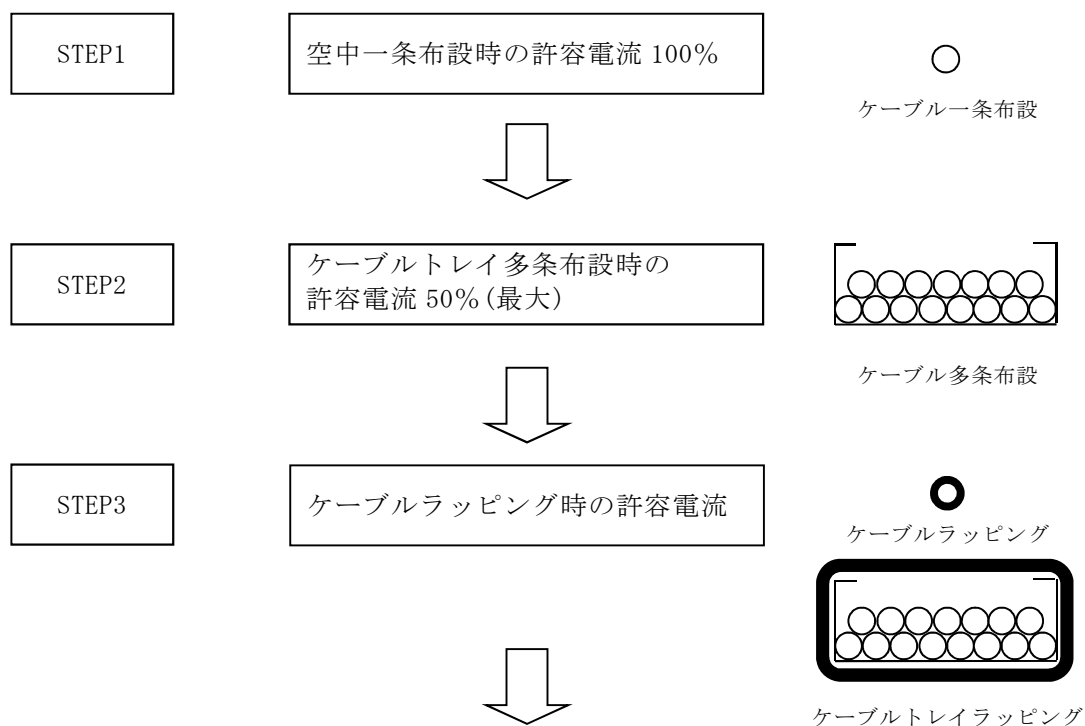 STEP1
空中一条布設時の許容電流 100%
ケーブル一条布設
STEP2
ケーブルトレイ多条布設時の
許容電流 50%(最大)
ケーブル多条布設
STEP3
ケーブルラッピング時の許容電流
ケーブルラッピング
ケーブルトレイラッピング